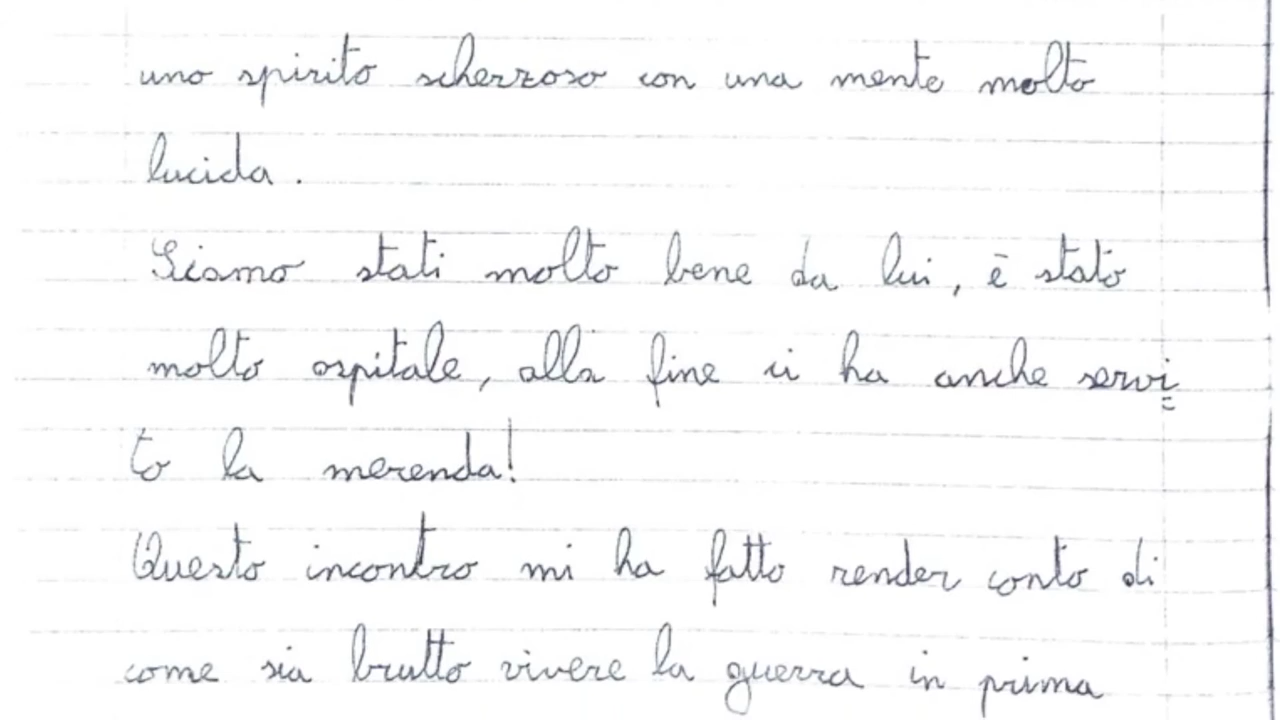 uno spirito scherzoso con una mente molto
lucida.
Siamo stati molto bene da lui, è stato
molto ospitale, alla fine ci ha anche servi=
to la merenda!
Questo incontro mi ha fatto render conto di
come sia brutto vivere la guerra in prima